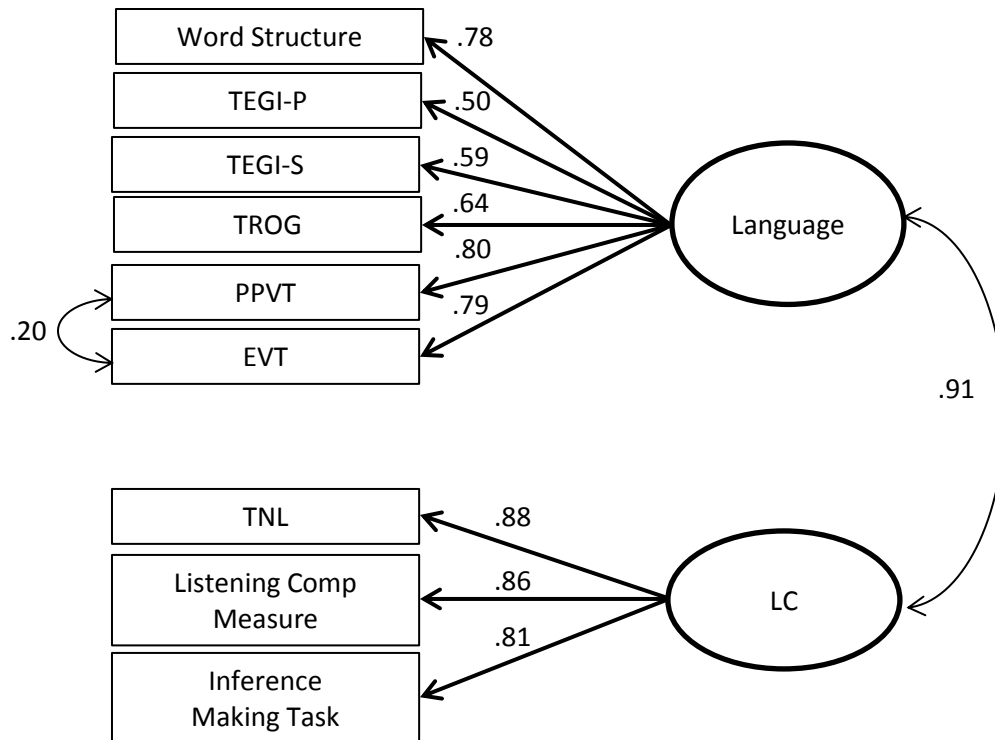 Word Structure
.78
TEGI-P
.50
TEGI-S
.59
TROG
.64
Language
.80
PPVT
.79
.20
EVT
.91
TNL
.88
Listening Comp
Measure
.86
LC
.81
Inference
Making Task